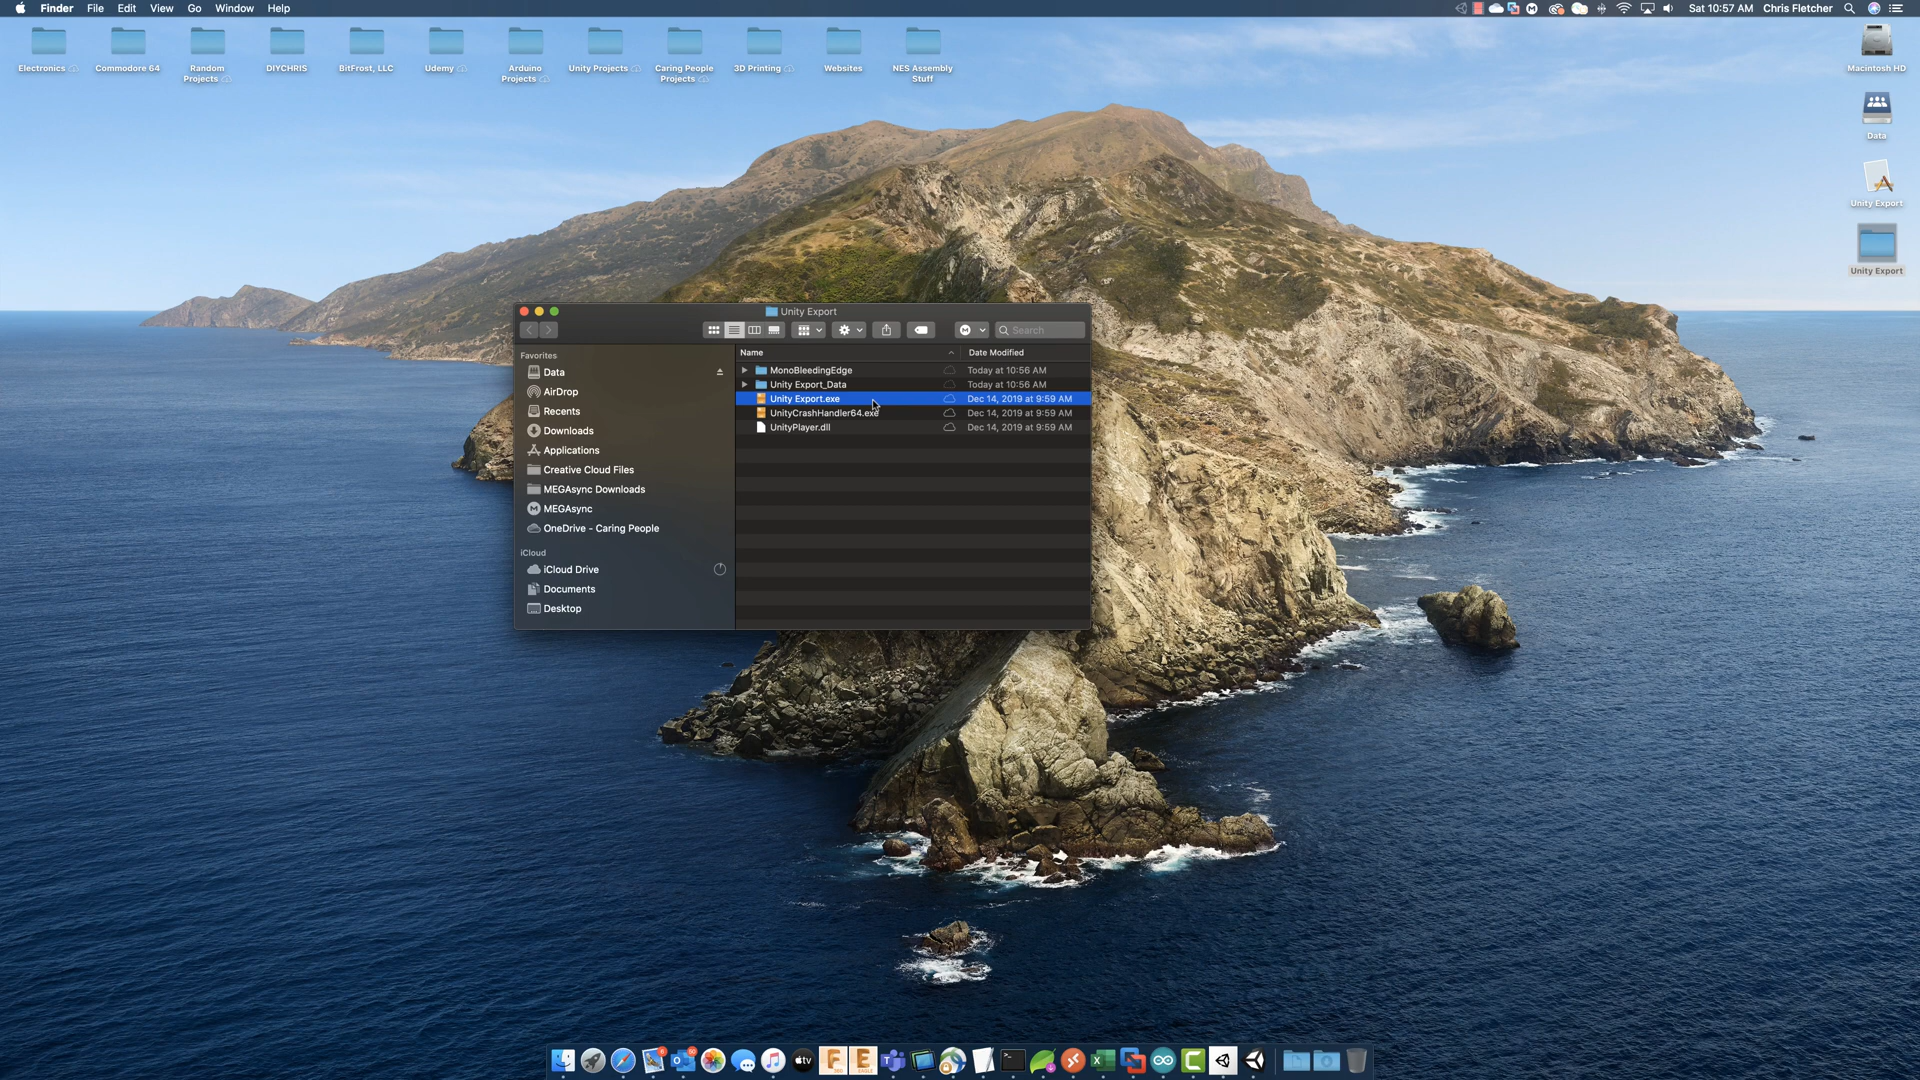 Finder File Edit View Go Window Help
Sat 10:57 AM Chris Fletcher
Electronics
Commodore 64
Random
Projects
DIYCHRIS
BitFrost, LLC
Udemy
Arduino
Projects
Unity Projects
Caring People
Projects
3D Printing
Websites
NES Assembly
Stuff
Macintosh HD
Data
Unity Export
Unity Export
Unity Export
Search
Favorites
Data
AirDrop
Recents
Downloads
Applications
Creative Cloud Files
MEGAsync Downloads
MEGAsync
OneDrive - Caring People
iCloud
iCloud Drive
Documents
Desktop
Name Date Modified
MonoBleedingEdge Today at 10:56 AM
Unity Export_Data Today at 10:56 AM
Unity Export.exe Dec 14, 2019 at 9:59 AM
UnityCrashHandler64.exe Dec 14, 2019 at 9:59 AM
UnityPlayer.dll Dec 14, 2019 at 9:59 AM
tv
F
E